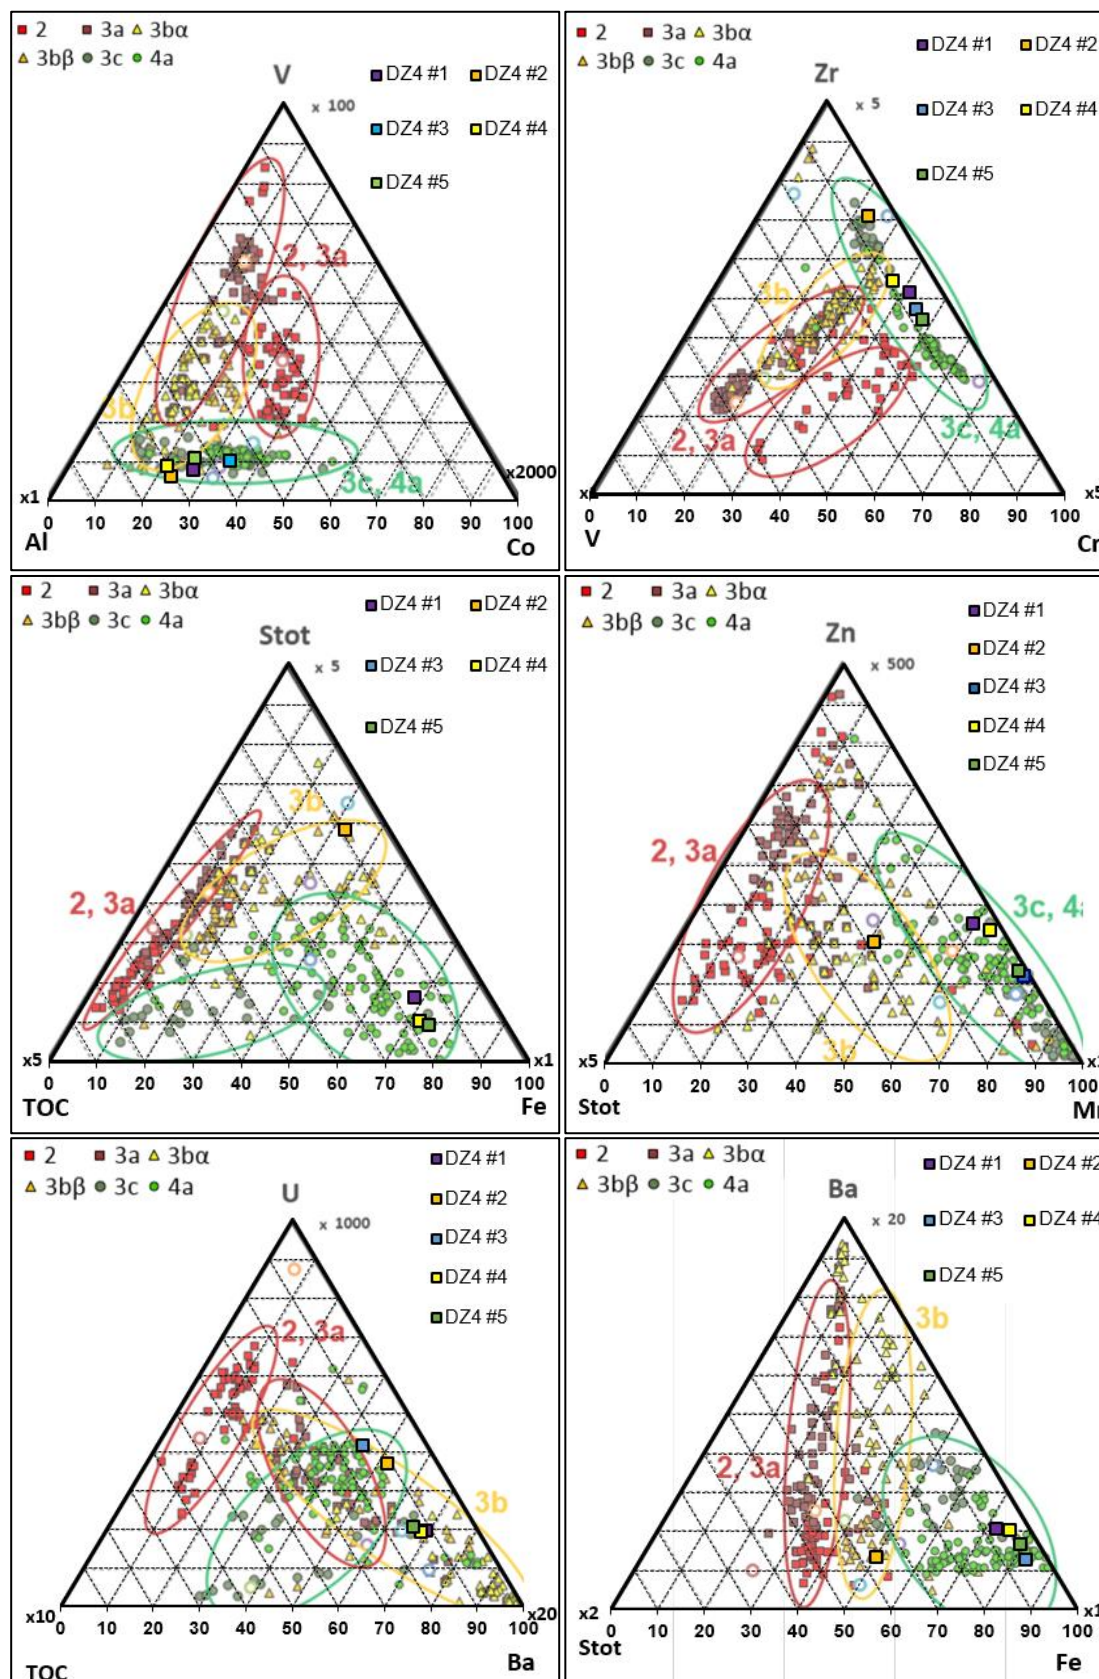 2 3a 3bα
3bβ 3c 4a
DZ4 #1 DZ4 #2
DZ4 #3 DZ4 #4
DZ4 #5
V
x 100
2, 3a
3b
3c, 4a
x1
x2000
0 10 20 30 40 50 60 70 80 90 100
Al
Co
2 3a 3bα
3bβ 3c 4a
DZ4 #1 DZ4 #2
DZ4 #3 DZ4 #4
DZ4 #5
Zr
x 5
3b
2, 3a
3c, 4a
x5
0 10 20 30 40 50 60 70 80 90 100
V
Cr
2 3a 3bα
3bβ 3c 4a
DZ4 #1 DZ4 #2
DZ4 #3 DZ4 #4
DZ4 #5
Stot
x 5
3b
2, 3a
x5
x1
0 10 20 30 40 50 60 70 80 90 100
TOC
Fe
2 3a 3bα
3bβ 3c 4a
DZ4 #1
DZ4 #2
DZ4 #3
DZ4 #4
DZ4 #5
Zn
x 500
2, 3a
3c, 4
3b
x5
0 10 20 30 40 50 60 70 80 90 100
Stot
2 3a 3bα
3bβ 3c 4a
DZ4 #1
DZ4 #2
DZ4 #3
DZ4 #4
DZ4 #5
U
x 1000
2, 3a
3b
x10
x20
0 10 20 30 40 50 60 70 80 90 100
TOC
Ba
2 3a 3bα
3bβ 3c 4a
DZ4 #1 DZ4 #2
DZ4 #3 DZ4 #4
DZ4 #5
Ba
x 20
3b
2, 3a
x2
x1
0 10 20 30 40 50 60 70 80 90 100
Stot
Fe